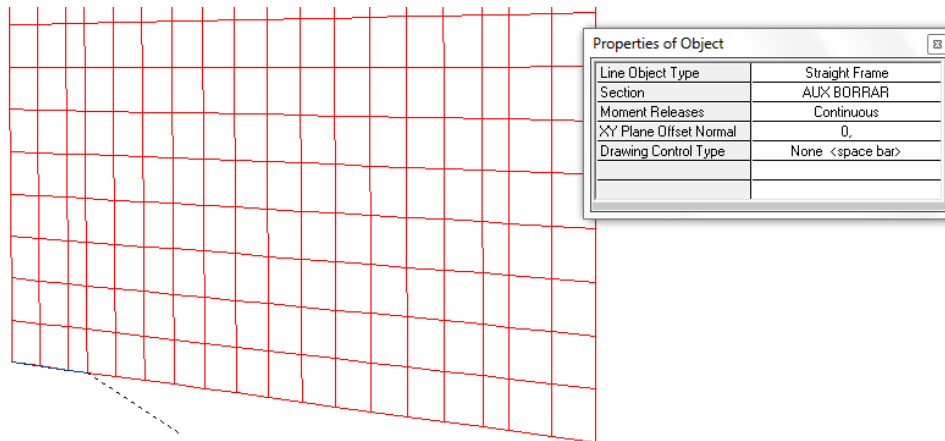 Properties of Object
Line Object Type Straight Frame
Section AUX BORRAR
Moment Releases Continuous
XY Plane Offset Normal 0,
Drawing Control Type None <space bar>